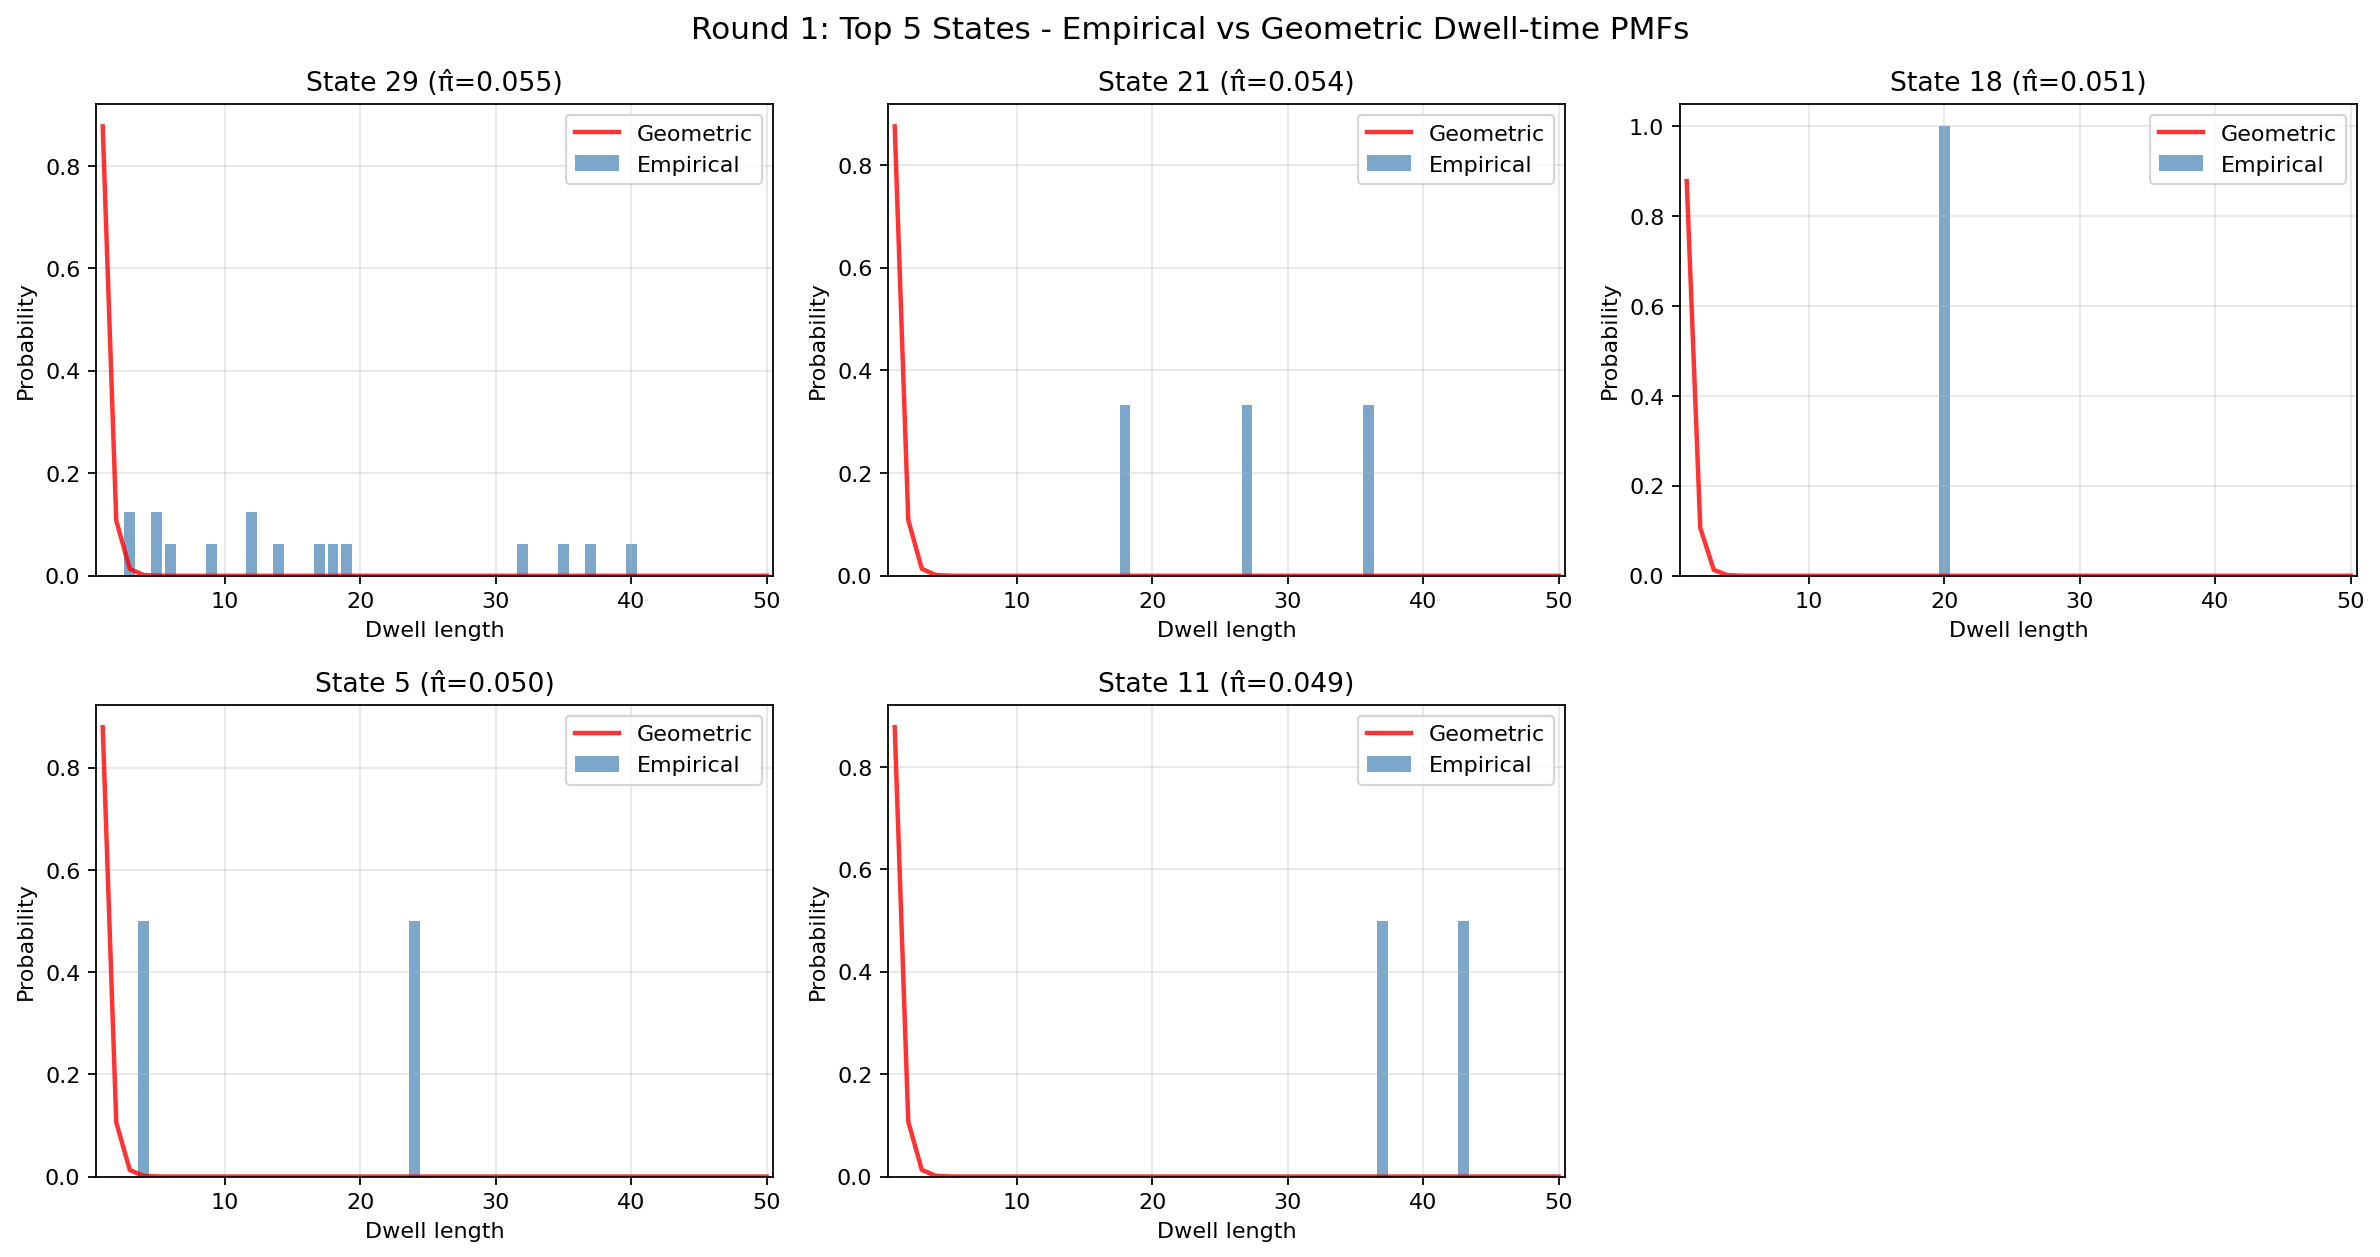 Round 1: Top 5 States - Empirical vs Geometric Dwell-time PMFs
State 29 (π̂=0.055)
Probability
0.8
0.6
0.4
0.2
0.0
10 20 30 40 50
Dwell length
Geometric
Empirical
State 21 (π̂=0.054)
Probability
0.8
0.6
0.4
0.2
0.0
10 20 30 40 50
Dwell length
Geometric
Empirical
State 18 (π̂=0.051)
Probability
1.0
0.8
0.6
0.4
0.2
0.0
10 20 30 40 50
Dwell length
Geometric
Empirical
State 5 (π̂=0.050)
Probability
0.8
0.6
0.4
0.2
0.0
10 20 30 40 50
Dwell length
Geometric
Empirical
State 11 (π̂=0.049)
Probability
0.8
0.6
0.4
0.2
0.0
10 20 30 40 50
Dwell length
Geometric
Empirical